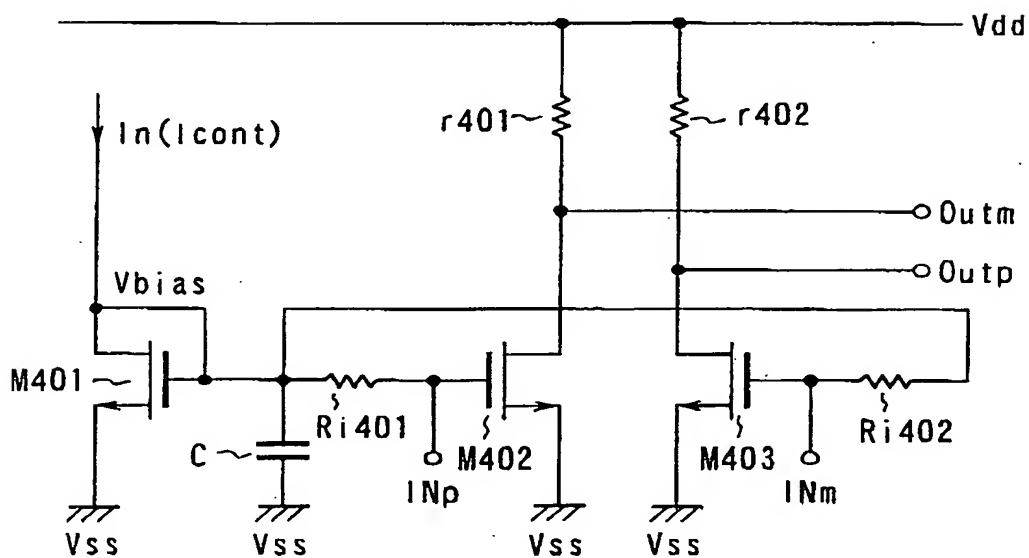 Vdd
r401
r402
In(Icont)
Outm
Outp
Vbias
M401
Ri401
M402
M403
Ri402
C
INp
INm
Vss
Vss
Vss
Vss